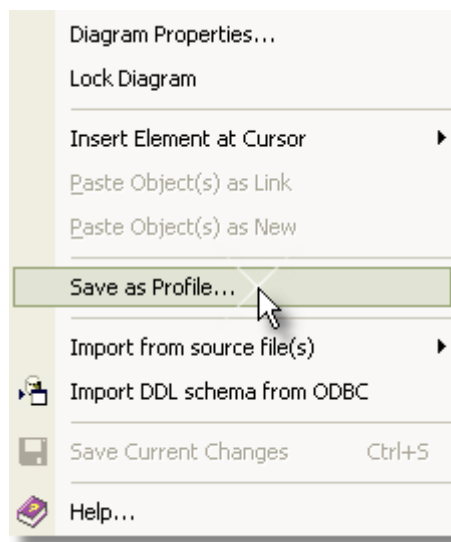 Diagram Properties...
Lock Diagram
Insert Element at Cursor
Paste Object(s) as Link
Paste Object(s) as New
Save as Profile...
Import from source file(s)
Import DDL schema from ODBC
Save Current Changes Ctrl+S
Help...